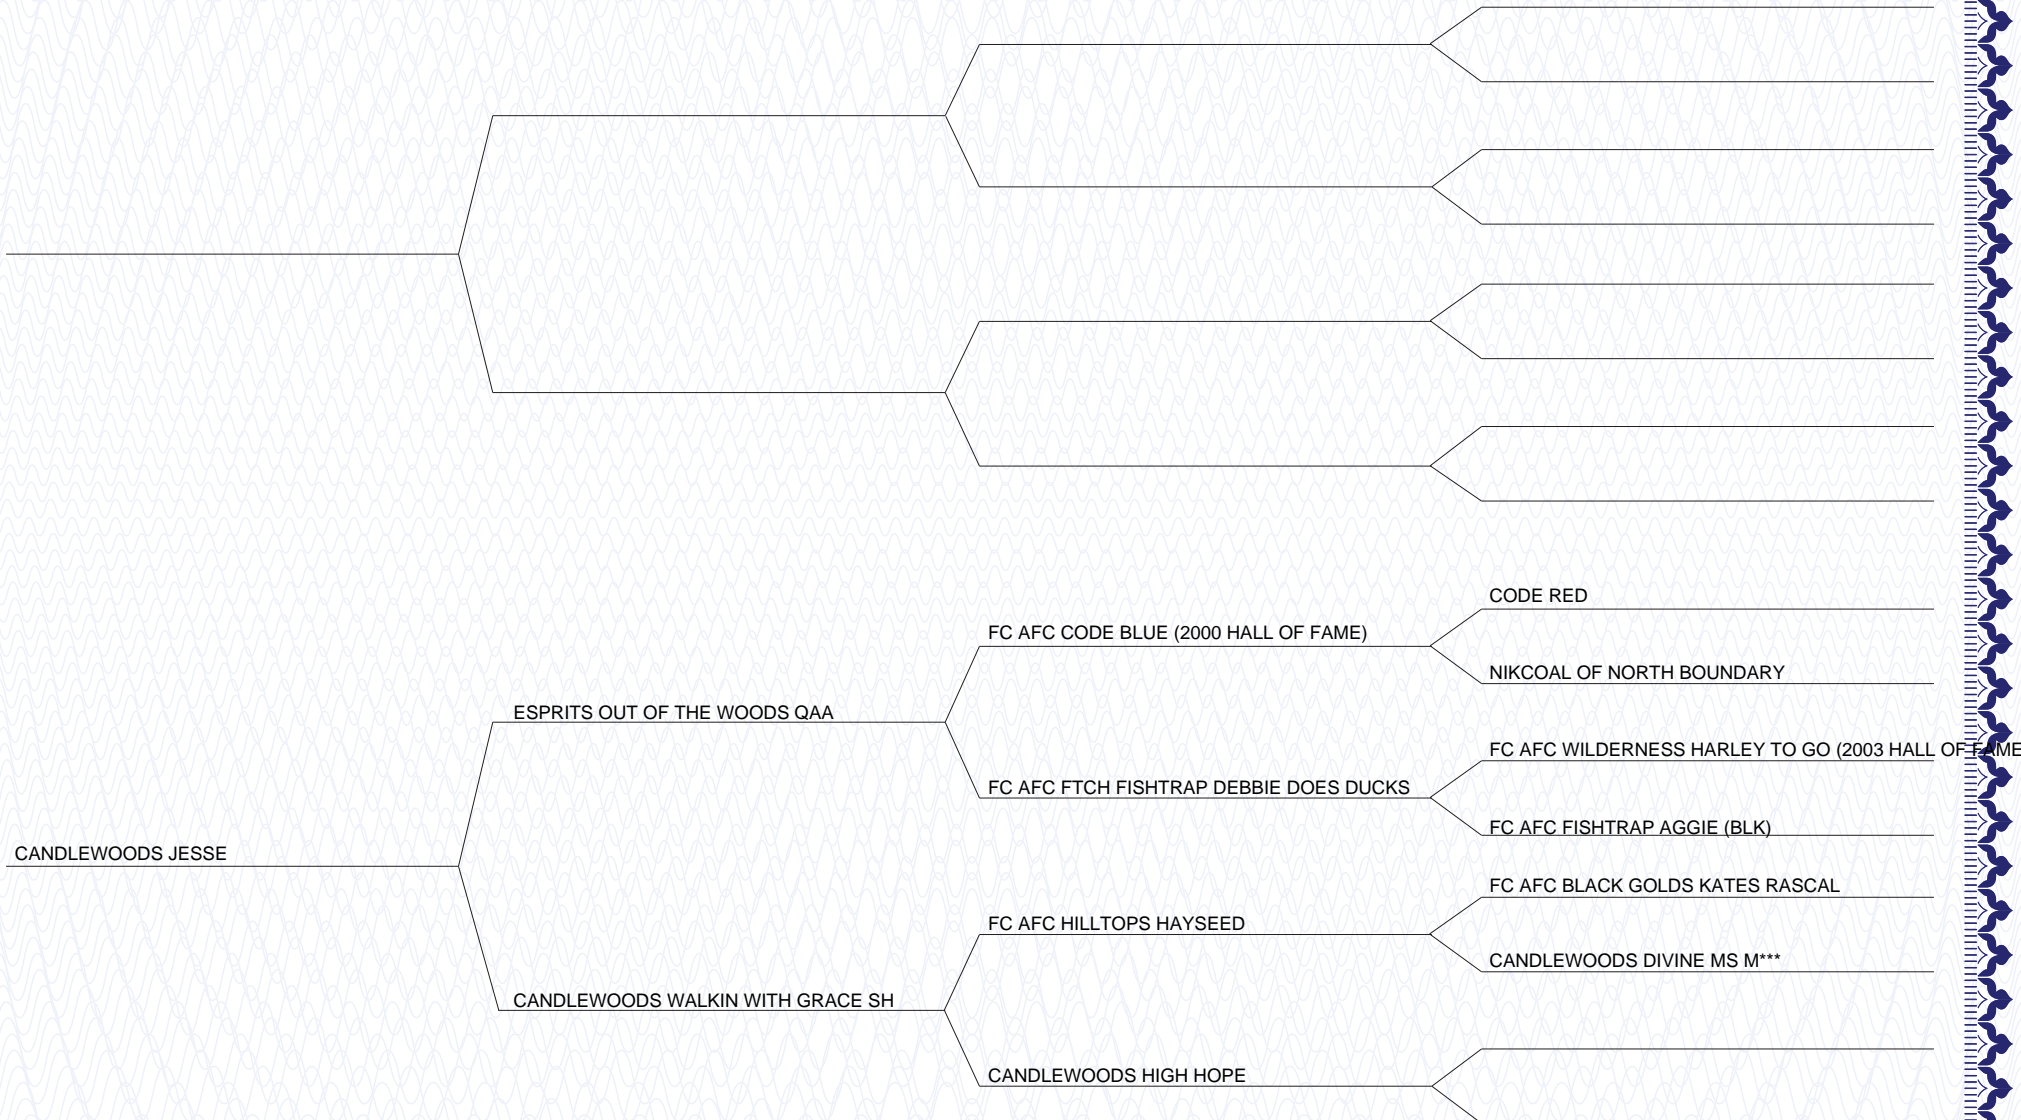 CODE RED
FC AFC CODE BLUE (2000 HALL OF FAME)
NIKCOAL OF NORTH BOUNDARY
ESPRITS OUT OF THE WOODS QAA
FC AFC WILDERNESS HARLEY TO GO (2003 HALL OF FAME
FC AFC FTCH FISHTRAP DEBBIE DOES DUCKS
FC AFC FISHTRAP AGGIE (BLK)
CANDLEWOODS JESSE
FC AFC BLACK GOLDS KATES RASCAL
FC AFC HILLTOPS HAYSEED
CANDLEWOODS DIVINE MS M***
CANDLEWOODS WALKIN WITH GRACE SH
CANDLEWOODS HIGH HOPE